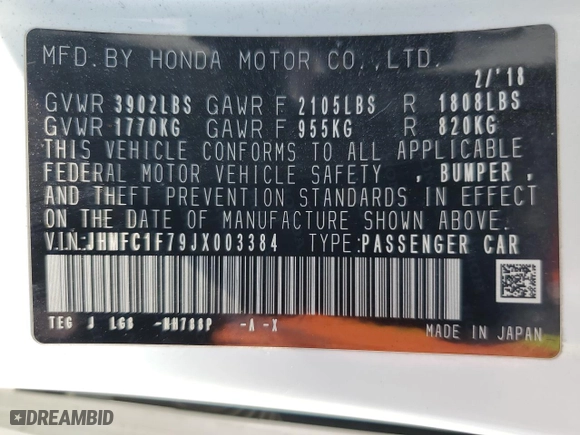 MFD.BY HONDA MOTOR CO.,LTD.
2/'18
GVWR 3902LBS GAWR F 2105LBS R 1808LBS
GVWR 1770KG GAWR F 955KG R 820KG
THIS VEHICLE CONFORMS TO ALL APPLICABLE
FEDERAL MOTOR VEHICLE SAFETY , BUMPER ,
AND THEFT PREVENTION STANDARDS IN EFFECT
ON THE DATE OF MANUFACTURE SHOWN ABOVE.
V.I.N.:JHMFC1F79JX003384 TYPE:PASSENGER CAR
TEG J LGB -NH788P -A -X
MADE IN JAPAN
DREAMBID